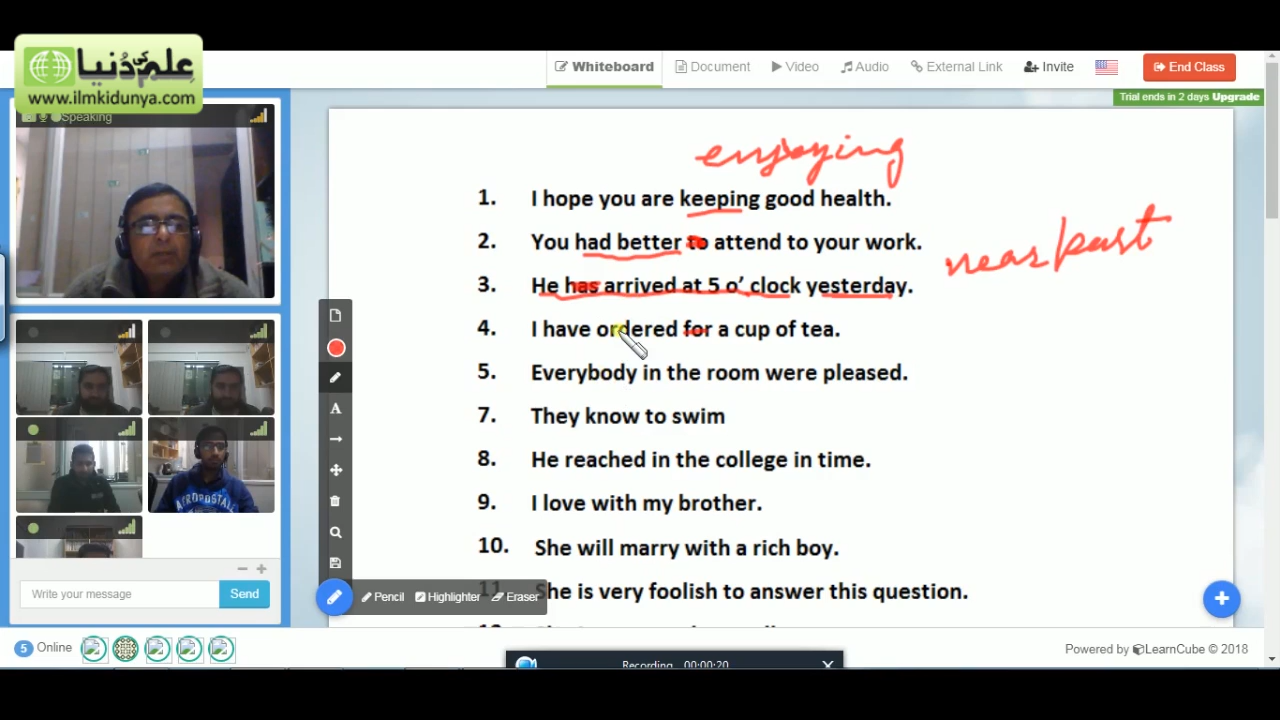 علم کی دُنیا
www.ilmkidunya.com
Whiteboard
Document
Video
Audio
External Link
Invite
End Class
Trial ends in 2 days Upgrade
Speaking
enjoying
1. I hope you are keeping good health.
2. You had better to attend to your work.
near past
3. He has arrived at 5 o'.clock yesterday.
4. I have ordered for a cup of tea.
5. Everybody in the room were pleased.
7. They know to swim
8. He reached in the college in time.
9. I love with my brother.
10. She will marry with a rich boy.
11. She is very foolish to answer this question.
A
Pencil
Highlighter
Eraser
Write your message
Send
5 Online
Powered by LearnCube © 2018
Recording 00:00:20